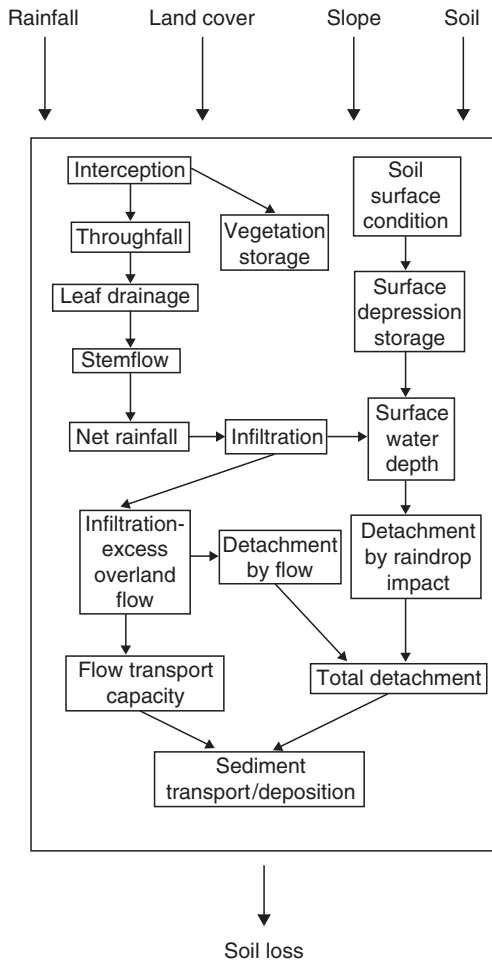 Rainfall
Land cover
Slope
Soil
Interception
Soil
surface
condition
Throughfall
Vegetation
storage
Leaf drainage
Surface
depression
storage
Stemflow
Net rainfall
Infiltration
Surface
water
depth
Infiltration-
excess
overland
flow
Detachment
by flow
Detachment
by raindrop
impact
Flow transport
capacity
Total detachment
Sediment
transport/deposition
Soil loss